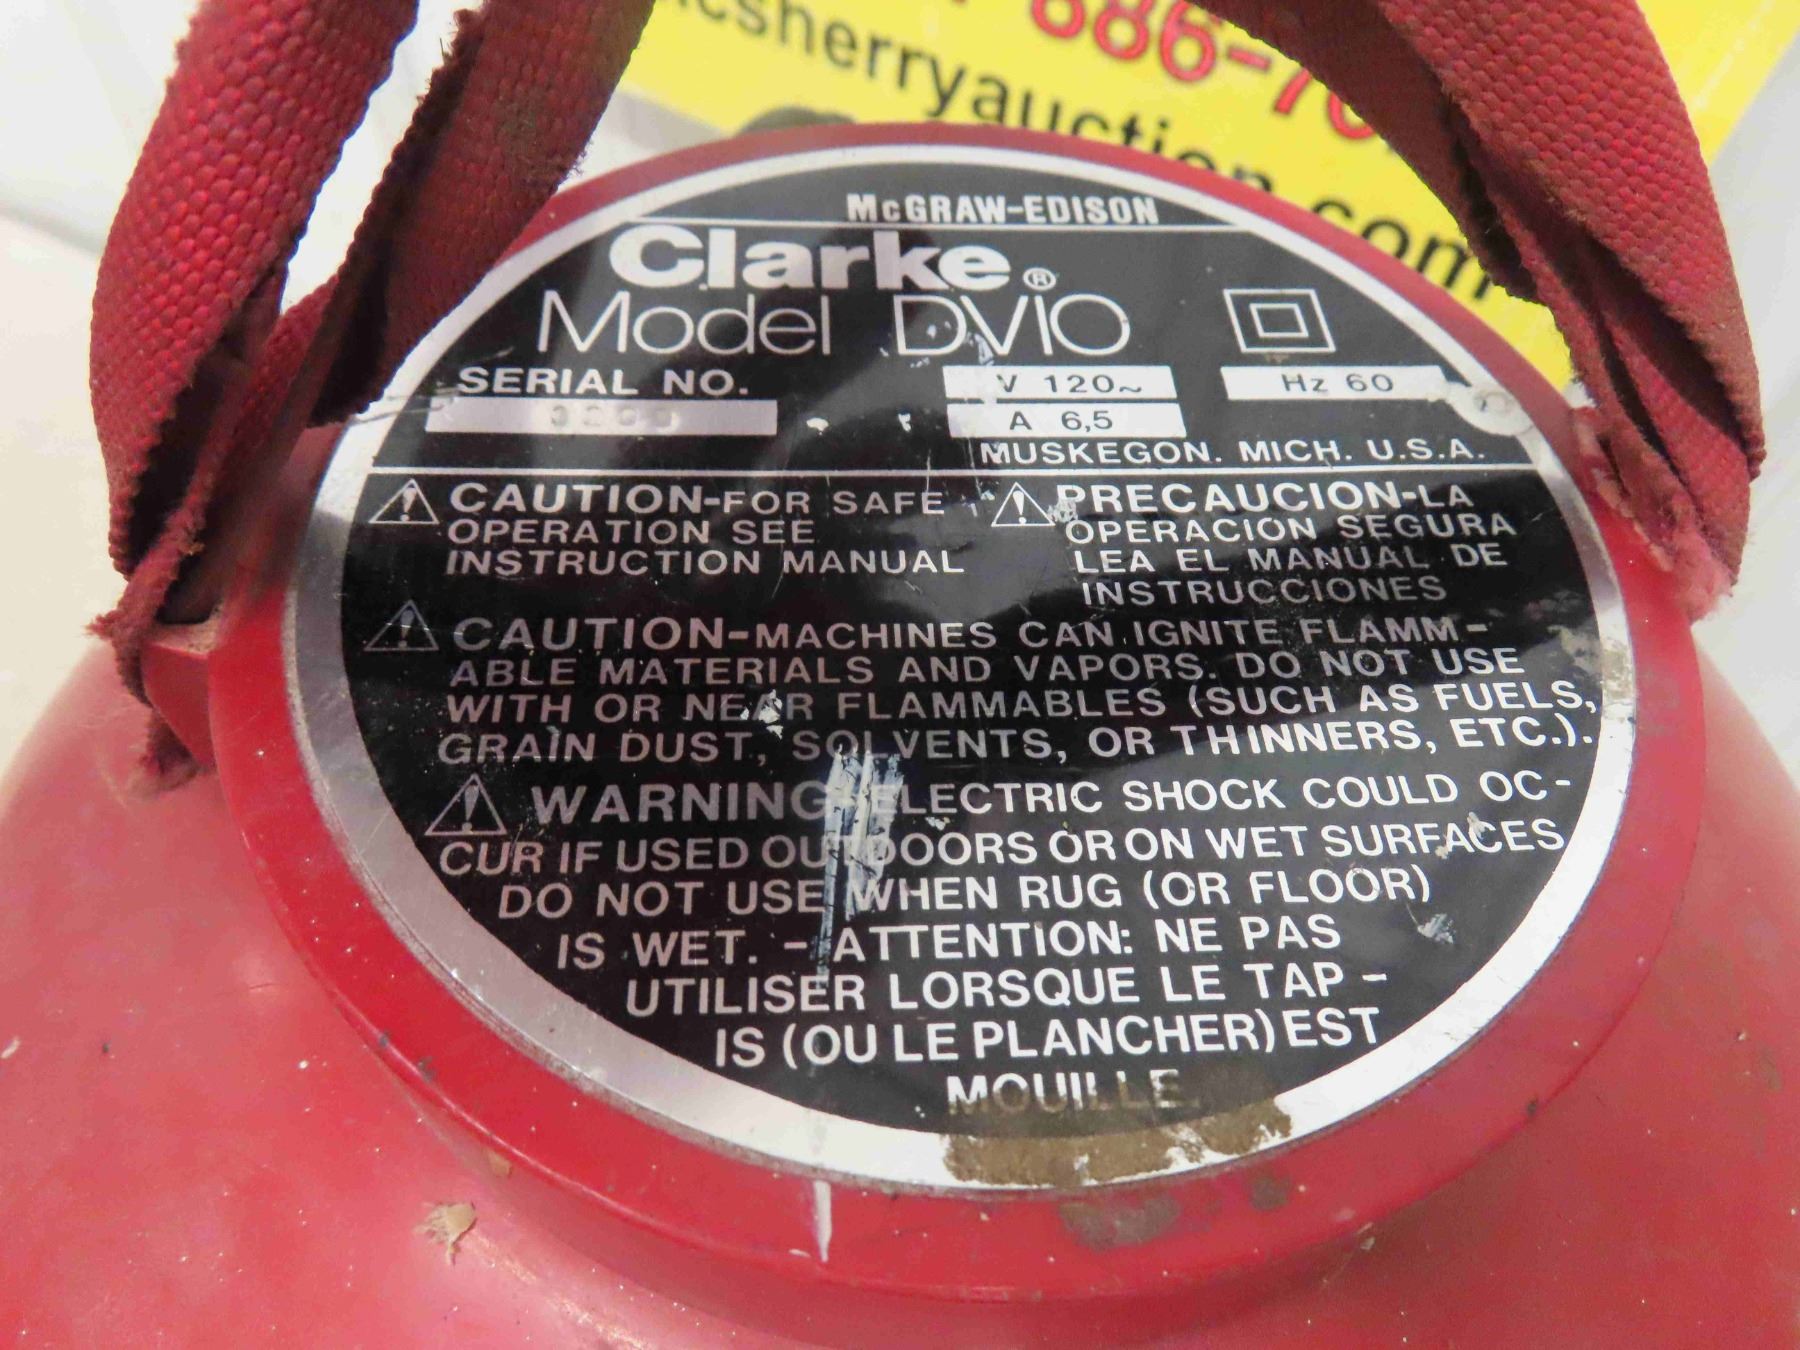 886-70
csherryauction.com
McGRAW-EDISON
Clarke®
Model DV10
SERIAL NO.
V 120~
Hz 60
A 6,5
MUSKEGON. MICH. U.S.A.
CAUTION-FOR SAFE
OPERATION SEE
INSTRUCTION MANUAL
PRECAUCION-LA
OPERACION SEGURA
LEA EL MANUAL DE
INSTRUCCIONES
CAUTION-MACHINES CAN IGNITE FLAMM-
ABLE MATERIALS AND VAPORS. DO NOT USE
WITH OR NEAR FLAMMABLES (SUCH AS FUELS,
GRAIN DUST, SOLVENTS, OR THINNERS, ETC.).
WARNING-ELECTRIC SHOCK COULD OC-
CUR IF USED OUTDOORS OR ON WET SURFACES
DO NOT USE WHEN RUG (OR FLOOR)
IS WET. - ATTENTION: NE PAS
UTILISER LORSQUE LE TAP-
IS (OU LE PLANCHER) EST
MOUILLE.